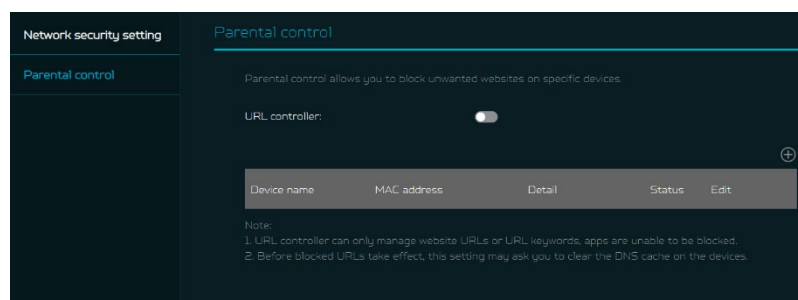 Network security setting
Parental control
Parental control
Parental control allows you to block unwanted websites on specific devices.
URL controller:
Device name MAC address Detail Status Edit
Note:
1. URL controller can only manage website URLs or URL keywords, apps are unable to be blocked.
2. Before blocked URLs take effect, this setting may ask you to clear the DNS cache on the devices.